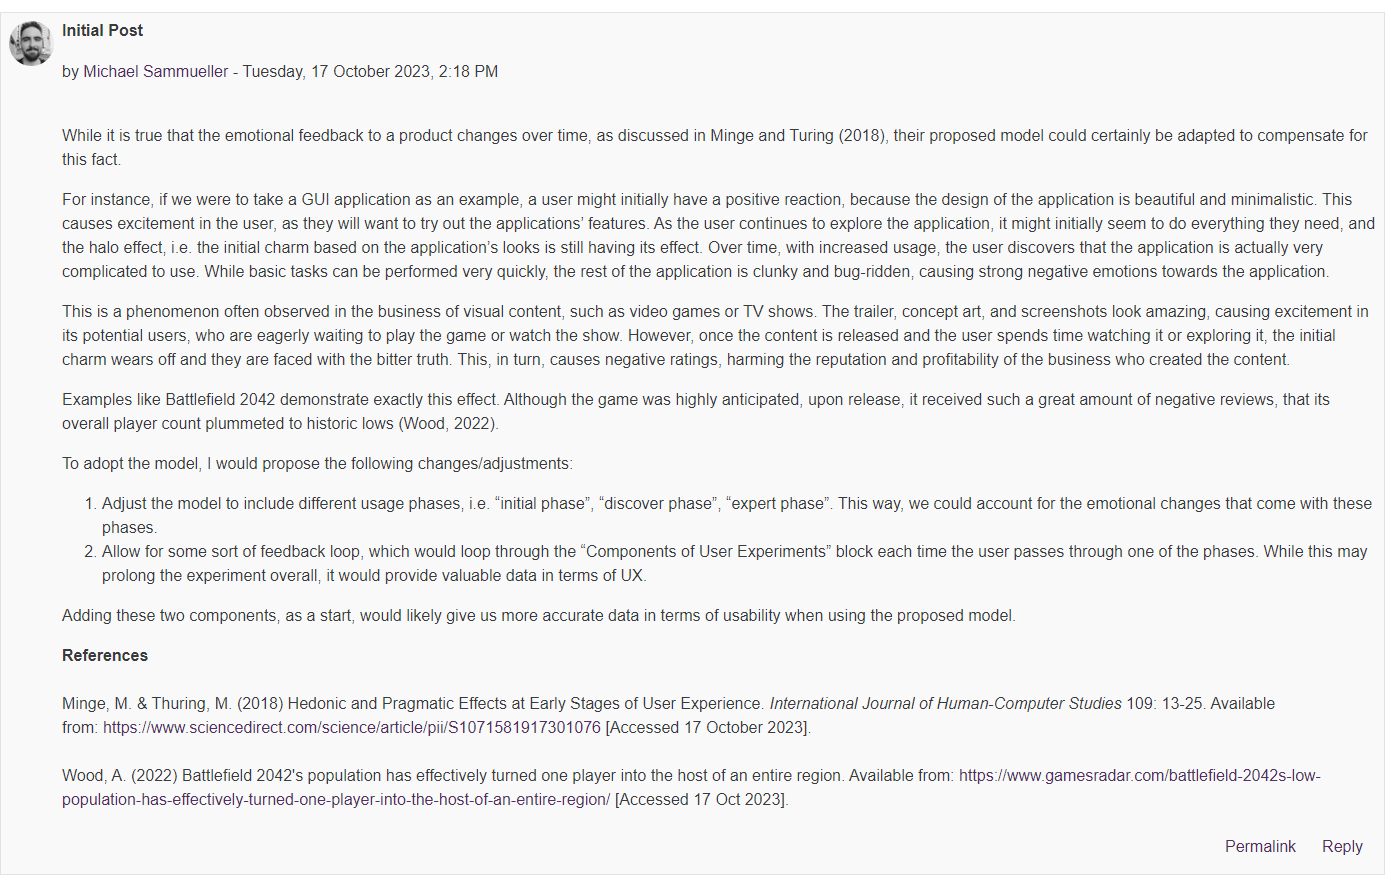 Initial Post
by Michael Sammueller - Tuesday, 17 October 2023, 2:18 PM
While it is true that the emotional feedback to a product changes over time, as discussed in Minge and Turing (2018), their proposed model could certainly be adapted to compensate for
this fact.
For instance, if we were to take a GUI application as an example, a user might initially have a positive reaction, because the design of the application is beautiful and minimalistic. This
causes excitement in the user, as they will want to try out the applications’ features. As the user continues to explore the application, it might initially seem to do everything they need, and
the halo effect, i.e. the initial charm based on the application’s looks is still having its effect. Over time, with increased usage, the user discovers that the application is actually very
complicated to use. While basic tasks can be performed very quickly, the rest of the application is clunky and bug-ridden, causing strong negative emotions towards the application.
This is a phenomenon often observed in the business of visual content, such as video games or TV shows. The trailer, concept art, and screenshots look amazing, causing excitement in
its potential users, who are eagerly waiting to play the game or watch the show. However, once the content is released and the user spends time watching it or exploring it, the initial
charm wears off and they are faced with the bitter truth. This, in turn, causes negative ratings, harming the reputation and profitability of the business who created the content.
Examples like Battlefield 2042 demonstrate exactly this effect. Although the game was highly anticipated, upon release, it received such a great amount of negative reviews, that its
overall player count plummeted to historic lows (Wood, 2022).
To adopt the model, I would propose the following changes/adjustments:
1. Adjust the model to include different usage phases, i.e. “initial phase”, “discover phase”, “expert phase”. This way, we could account for the emotional changes that come with these
phases.
2. Allow for some sort of feedback loop, which would loop through the “Components of User Experiments” block each time the user passes through one of the phases. While this may
prolong the experiment overall, it would provide valuable data in terms of UX.
Adding these two components, as a start, would likely give us more accurate data in terms of usability when using the proposed model.
References
Minge, M. & Thuring, M. (2018) Hedonic and Pragmatic Effects at Early Stages of User Experience. International Journal of Human-Computer Studies 109: 13-25. Available
from: https://www.sciencedirect.com/science/article/pii/S1071581917301076 [Accessed 17 October 2023].
Wood, A. (2022) Battlefield 2042's population has effectively turned one player into the host of an entire region. Available from: https://www.gamesradar.com/battlefield-2042s-low-
population-has-effectively-turned-one-player-into-the-host-of-an-entire-region/ [Accessed 17 Oct 2023].
Permalink Reply